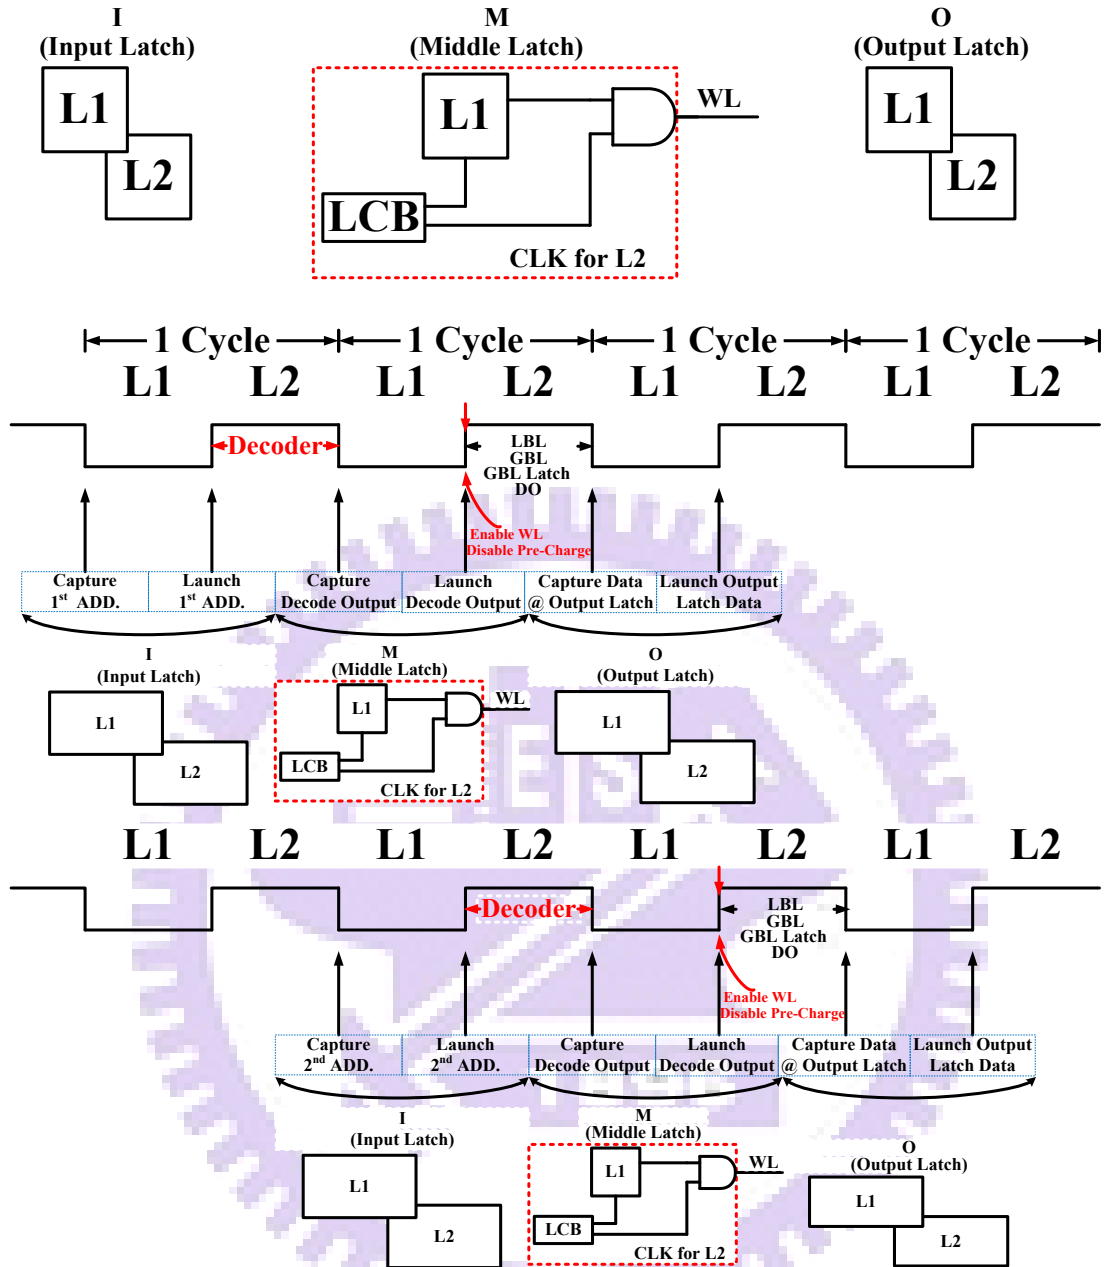 I
(Input Latch)
M
(Middle Latch)
O
(Output Latch)
L1
L2
L1
LCB
WL
CLK for L2
L1
L2
1 Cycle 1 Cycle 1 Cycle 1 Cycle
L1 L2 L1 L2 L1 L2 L1 L2
Decoder
LBL
GBL
GBL Latch
DO
Enable WL
Disable Pre-Charge
Capture
1st ADD.
Launch
1st ADD.
Capture
Decode Output
Launch
Decode Output
Capture Data
@ Output Latch
Launch Output
Latch Data
I
(Input Latch)
M
(Middle Latch)
O
(Output Latch)
L1
L2
L1
LCB
WL
CLK for L2
L1
L2
L1 L2 L1 L2 L1 L2 L1 L2
Decoder
LBL
GBL
GBL Latch
DO
Enable WL
Disable Pre-Charge
Capture
2nd ADD.
Launch
2nd ADD.
Capture
Decode Output
Launch
Decode Output
Capture Data
@ Output Latch
Launch Output
Latch Data
I
(Input Latch)
M
(Middle Latch)
O
(Output Latch)
L1
L2
L1
LCB
WL
CLK for L2
L1
L2